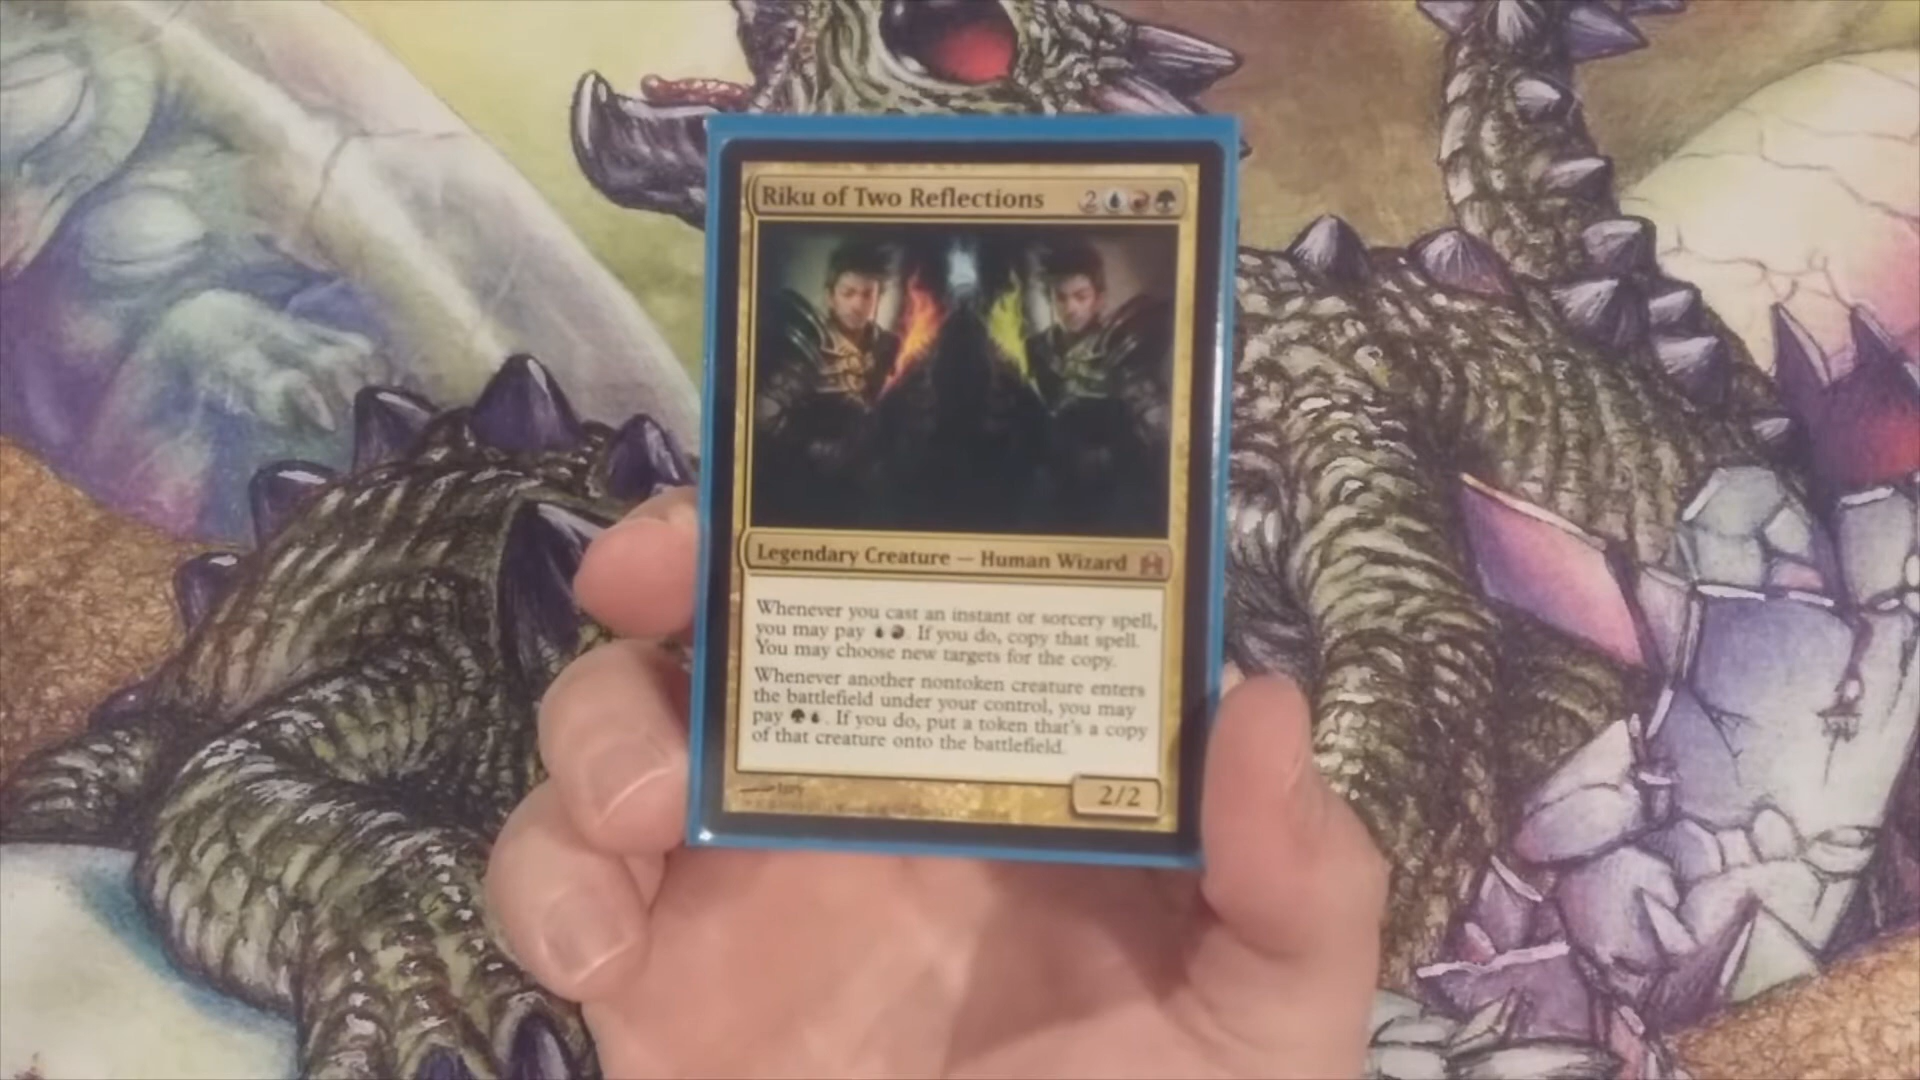 Riku of Two Reflections 2
Legendary Creature — Human Wizard
Whenever you cast an instant or sorcery spell,
you may pay . If you do, copy that spell.
You may choose new targets for the copy.
Whenever another nontoken creature enters
the battlefield under your control, you may
pay . If you do, put a token that's a copy
of that creature onto the battlefield.
2/2